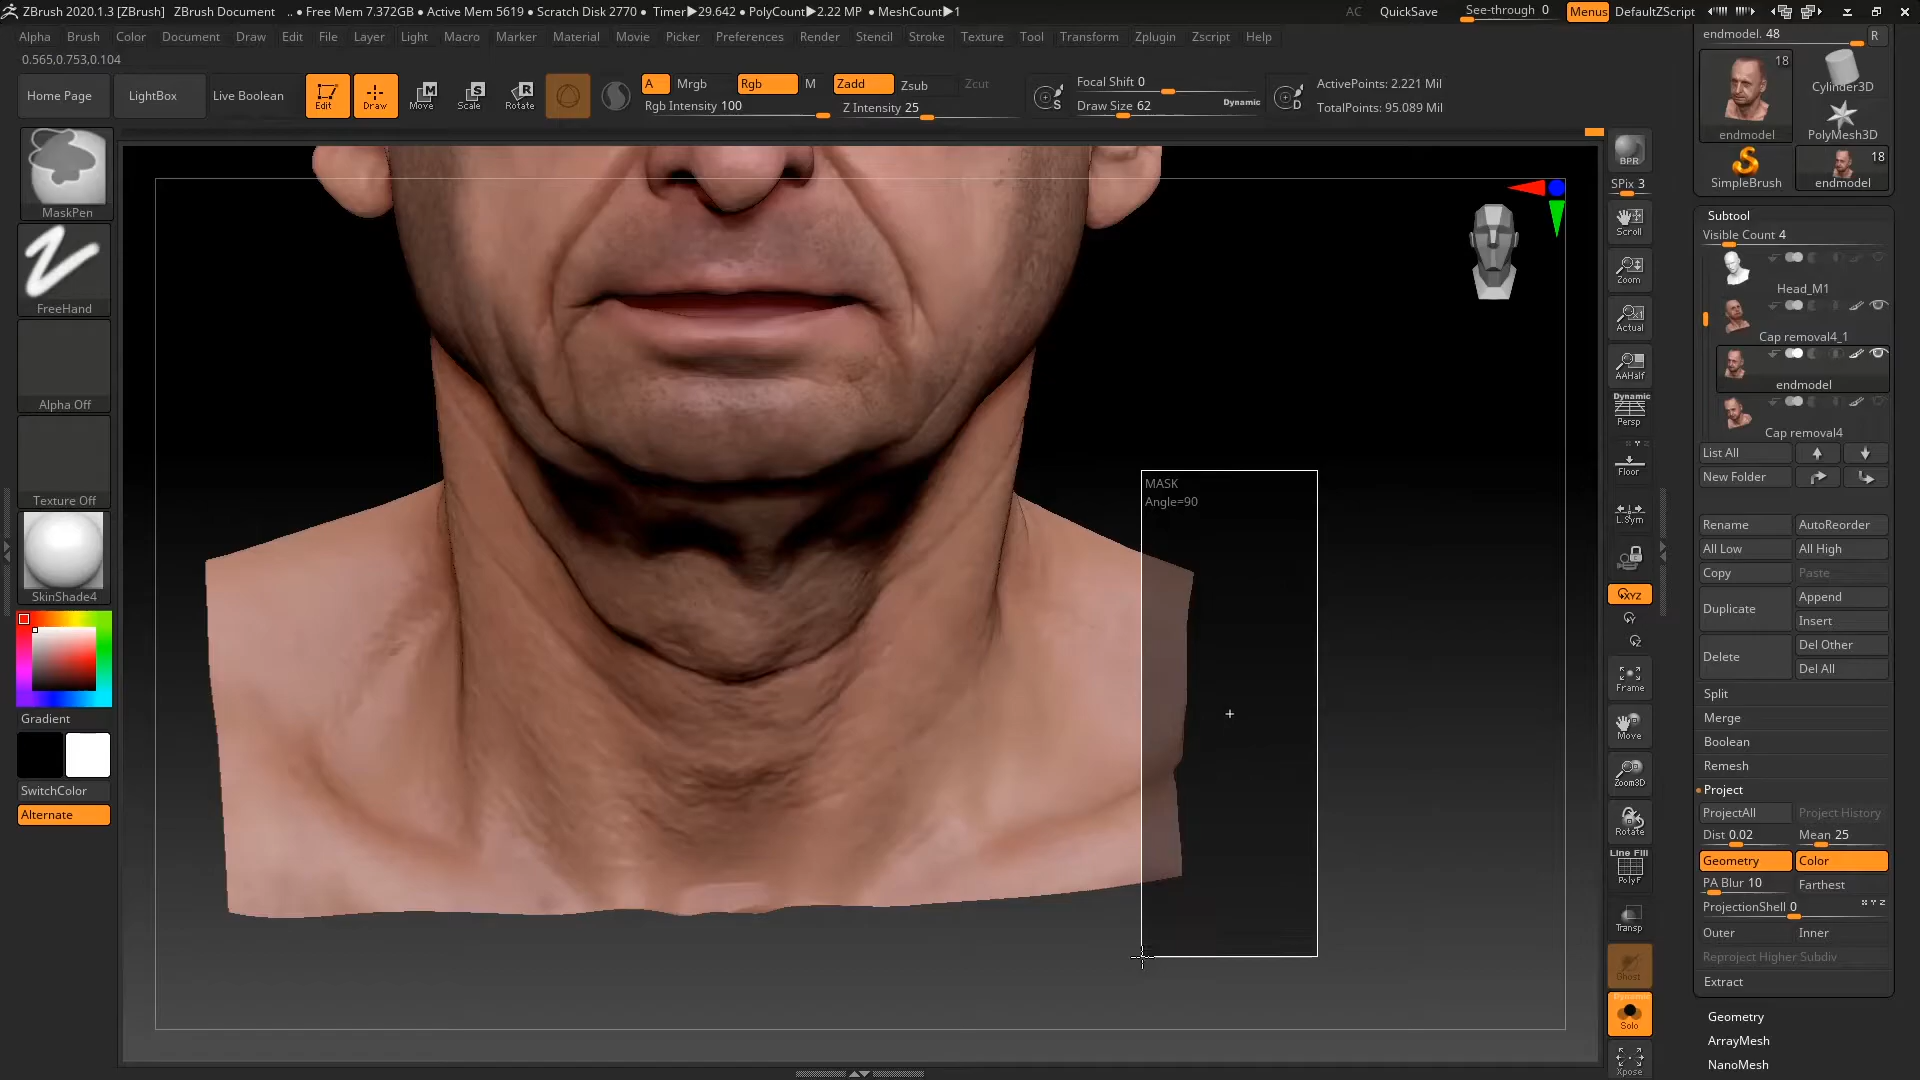 ZBrush 2020.1.3 [ZBrush] ZBrush Document .. • Free Mem 7.372GB • Active Mem 5619 • Scratch Disk 2770 • Timer▶29.642 • PolyCount▶2.22 MP • MeshCount▶1 AC QuickSave See-through 0 Menus DefaultZScript
Alpha Brush Color Document Draw Edit File Layer Light Macro Marker Material Movie Picker Preferences Render Stencil Stroke Texture Tool Transform Zplugin Zscript Help
0.565,0.753,0.104
Home Page LightBox Live Boolean Edit Draw Move Scale Rotate
A Mrgb Rgb M Zadd Zsub Zcut
Rgb Intensity 100 Z Intensity 25
Focal Shift 0
Draw Size 62 Dynamic
ActivePoints: 2.221 Mil
TotalPoints: 95.089 Mil
MaskPen
FreeHand
Alpha Off
Texture Off
SkinShade4
Gradient
SwitchColor
Alternate
MASK
Angle=90
BPR
SPix 3
Scroll
Zoom
Actual
AAHalf
Dynamic
Persp
Floor
L.Sym
XYZ
Frame
Move
Zoom3D
Rotate
Line Fill
PolyF
Transp
Ghost
Dynamic
Solo
Xpose
endmodel. 48 R
18
endmodel
Cylinder3D
PolyMesh3D
SimpleBrush
18
endmodel
Subtool
Visible Count 4
Head_M1
Cap removal4_1
endmodel
Cap removal4
List All
New Folder
Rename AutoReorder
All Low All High
Copy Paste
Duplicate Append
Insert
Delete Del Other
Del All
Split
Merge
Boolean
Remesh
Project
ProjectAll Project History
Dist 0.02 Mean 25
Geometry Color
PA Blur 10 Farthest
ProjectionShell 0 X Y Z
Outer Inner
Reproject Higher Subdiv
Extract
Geometry
ArrayMesh
NanoMesh